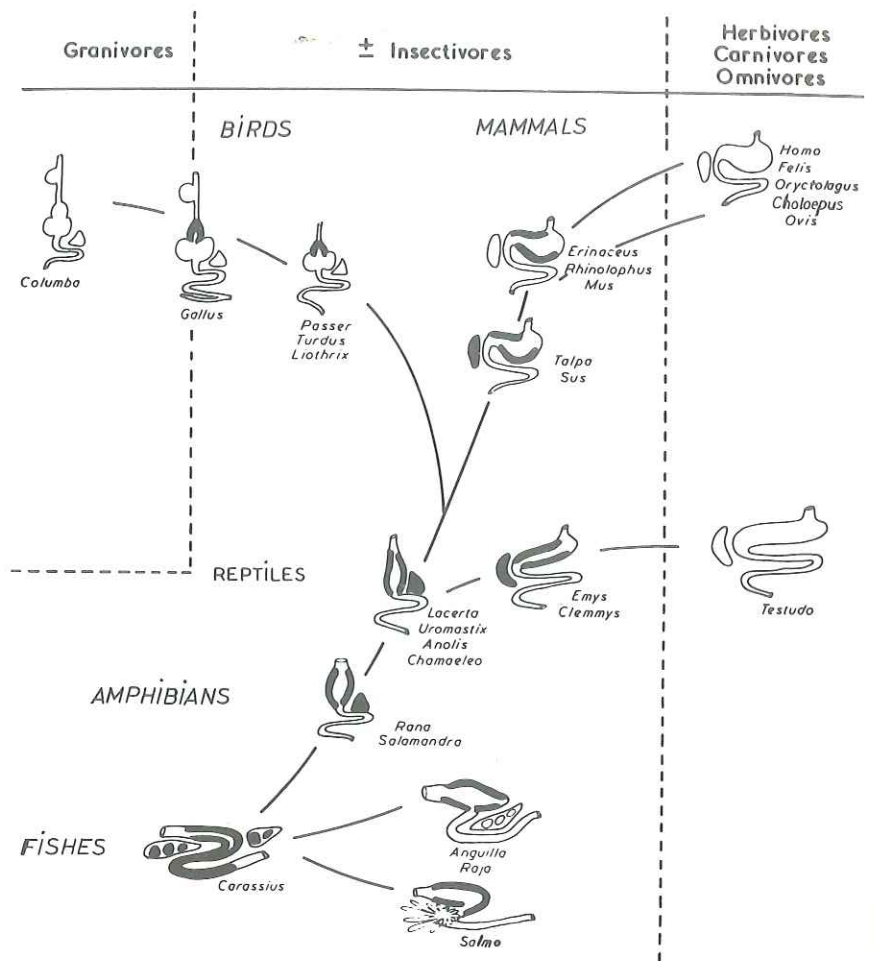 Granivores
± Insectivores
Herbivores
Carnivores
Omnivores
BiRDS
MAMMALS
Homo
Felis
Oryctolagus
Choloepus
Ovis
Columba
Gallus
Passer
Turdus
Liothrix
Erinaceus
Rhinolophus
Mus
Talpa
Sus
REPTiLES
Lacerta
Uromastix
Anolis
Chamaeleo
Emys
Clemmys
Testudo
AMPHiBiANS
Rana
Salamandra
FiSHES
Carassius
Anguilla
Raja
Salmo